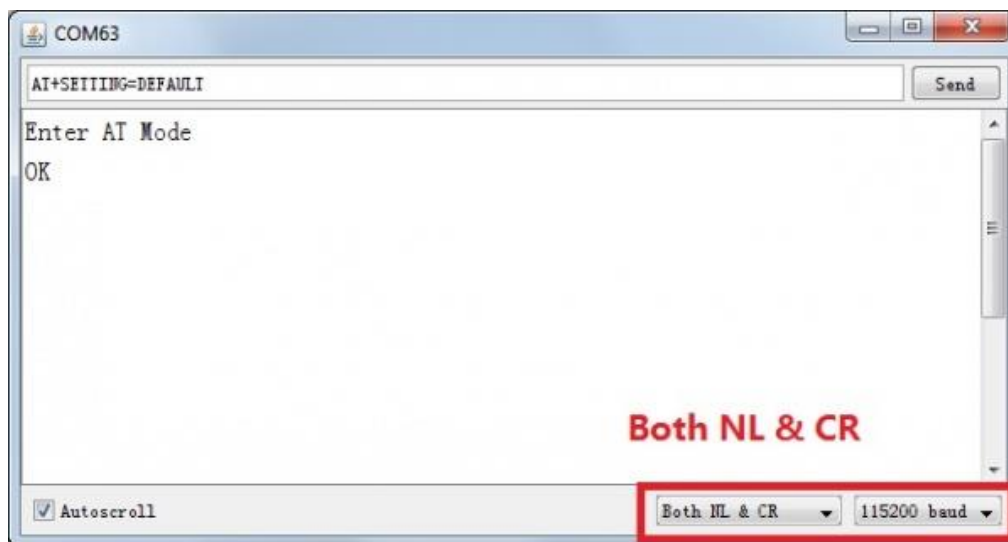 COM63
AT+SETTING=DEFAULT
Send
Enter AT Mode
OK
Both NL & CR
Autoscroll
Both NL & CR
115200 baud